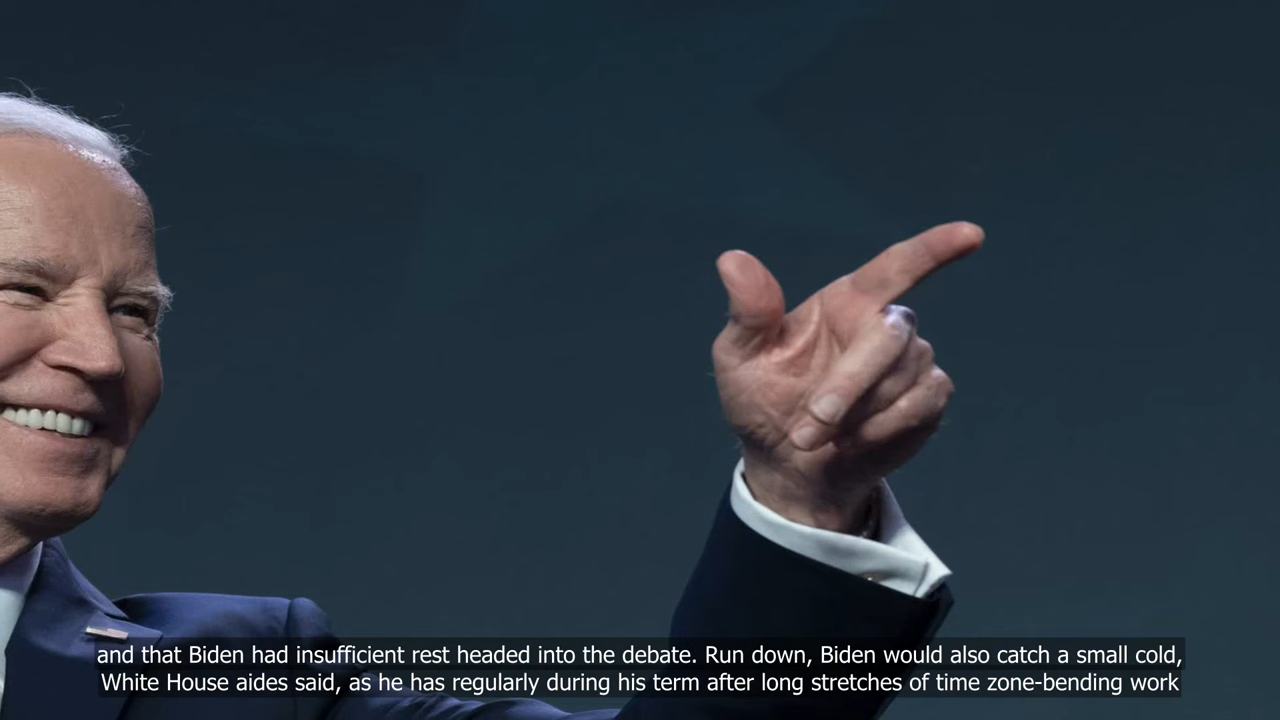 and that Biden had insufficient rest headed into the debate. Run down, Biden would also catch a small cold,
White House aides said, as he has regularly during his term after long stretches of time zone-bending work